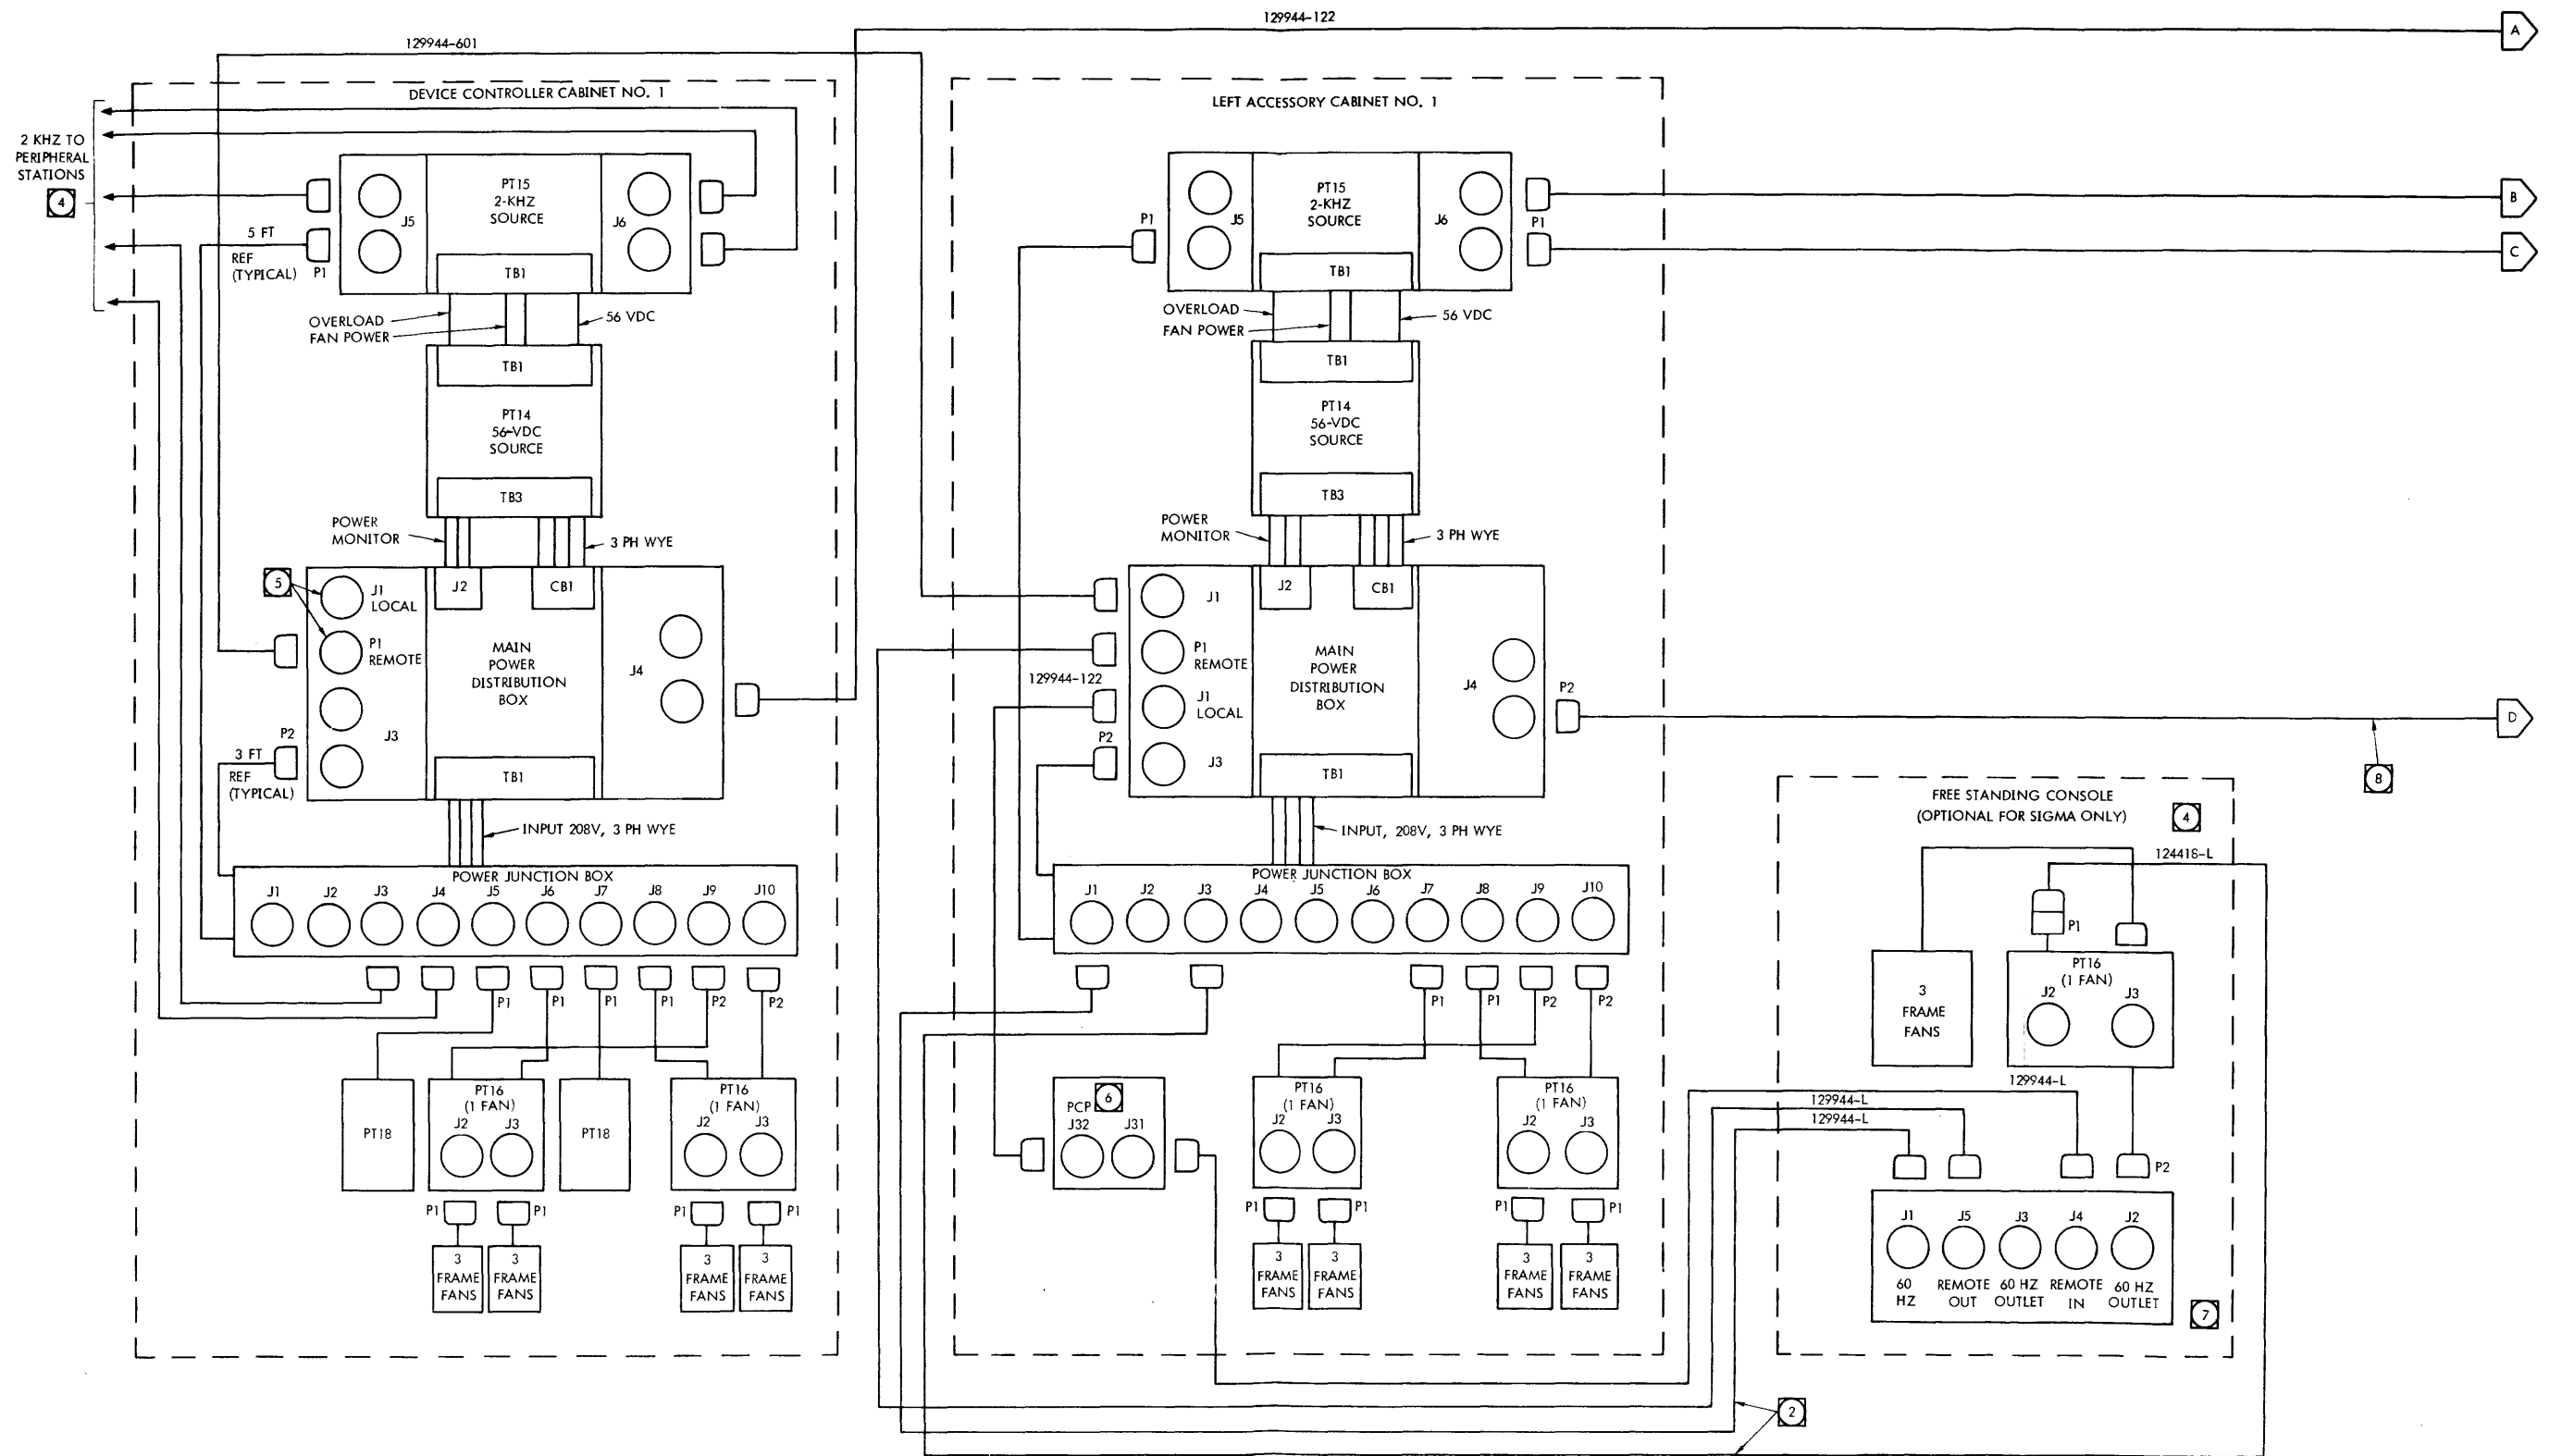 129944-122
A
129944-601
DEVICE CONTROLLER CABINET NO. 1
2 KHZ TO
PERIPHERAL
STATIONS
4
5 FT
REF
(TYPICAL)
P1
J5
PT15
2-KHZ
SOURCE
J6
TB1
OVERLOAD
FAN POWER
56 VDC
TB1
PT14
56-VDC
SOURCE
TB3
POWER
MONITOR
3 PH WYE
5
J1
LOCAL
P1
REMOTE
J3
J2
CB1
MAIN
POWER
DISTRIBUTION
BOX
J4
P2
3 FT
REF
(TYPICAL)
TB1
INPUT 208V, 3 PH WYE
POWER JUNCTION BOX
J1 J2 J3 J4 J5 J6 J7 J8 J9 J10
P1 P1 P1 P1 P2 P2
PT18
PT16
(1 FAN)
J2 J3
PT18
PT16
(1 FAN)
J2 J3
P1 P1 P1 P1
3
FRAME
FANS
3
FRAME
FANS
3
FRAME
FANS
3
FRAME
FANS
LEFT ACCESSORY CABINET NO. 1
P1
J5
PT15
2-KHZ
SOURCE
J6
P1
TB1
B
C
OVERLOAD
FAN POWER
56 VDC
TB1
PT14
56-VDC
SOURCE
TB3
POWER
MONITOR
3 PH WYE
J1
P1
REMOTE
129944-122
J1
LOCAL
P2
J3
J2
CB1
MAIN
POWER
DISTRIBUTION
BOX
J4
P2
TB1
D
8
INPUT, 208V, 3 PH WYE
POWER JUNCTION BOX
J1 J2 J3 J4 J5 J6 J7 J8 J9 J10
P1 P1 P2 P2
PCP 6
J32 J31
PT16
(1 FAN)
J2 J3
PT16
(1 FAN)
J2 J3
P1 P1 P1 P1
3
FRAME
FANS
3
FRAME
FANS
3
FRAME
FANS
3
FRAME
FANS
FREE STANDING CONSOLE
(OPTIONAL FOR SIGMA ONLY)
4
124418-L
P1
3
FRAME
FANS
PT16
(1 FAN)
J2 J3
129944-L
129944-L
129944-L
P2
J1 J5 J3 J4 J2
60
HZ
REMOTE
OUT
60 HZ
OUTLET
REMOTE
IN
60 HZ
OUTLET
7
2